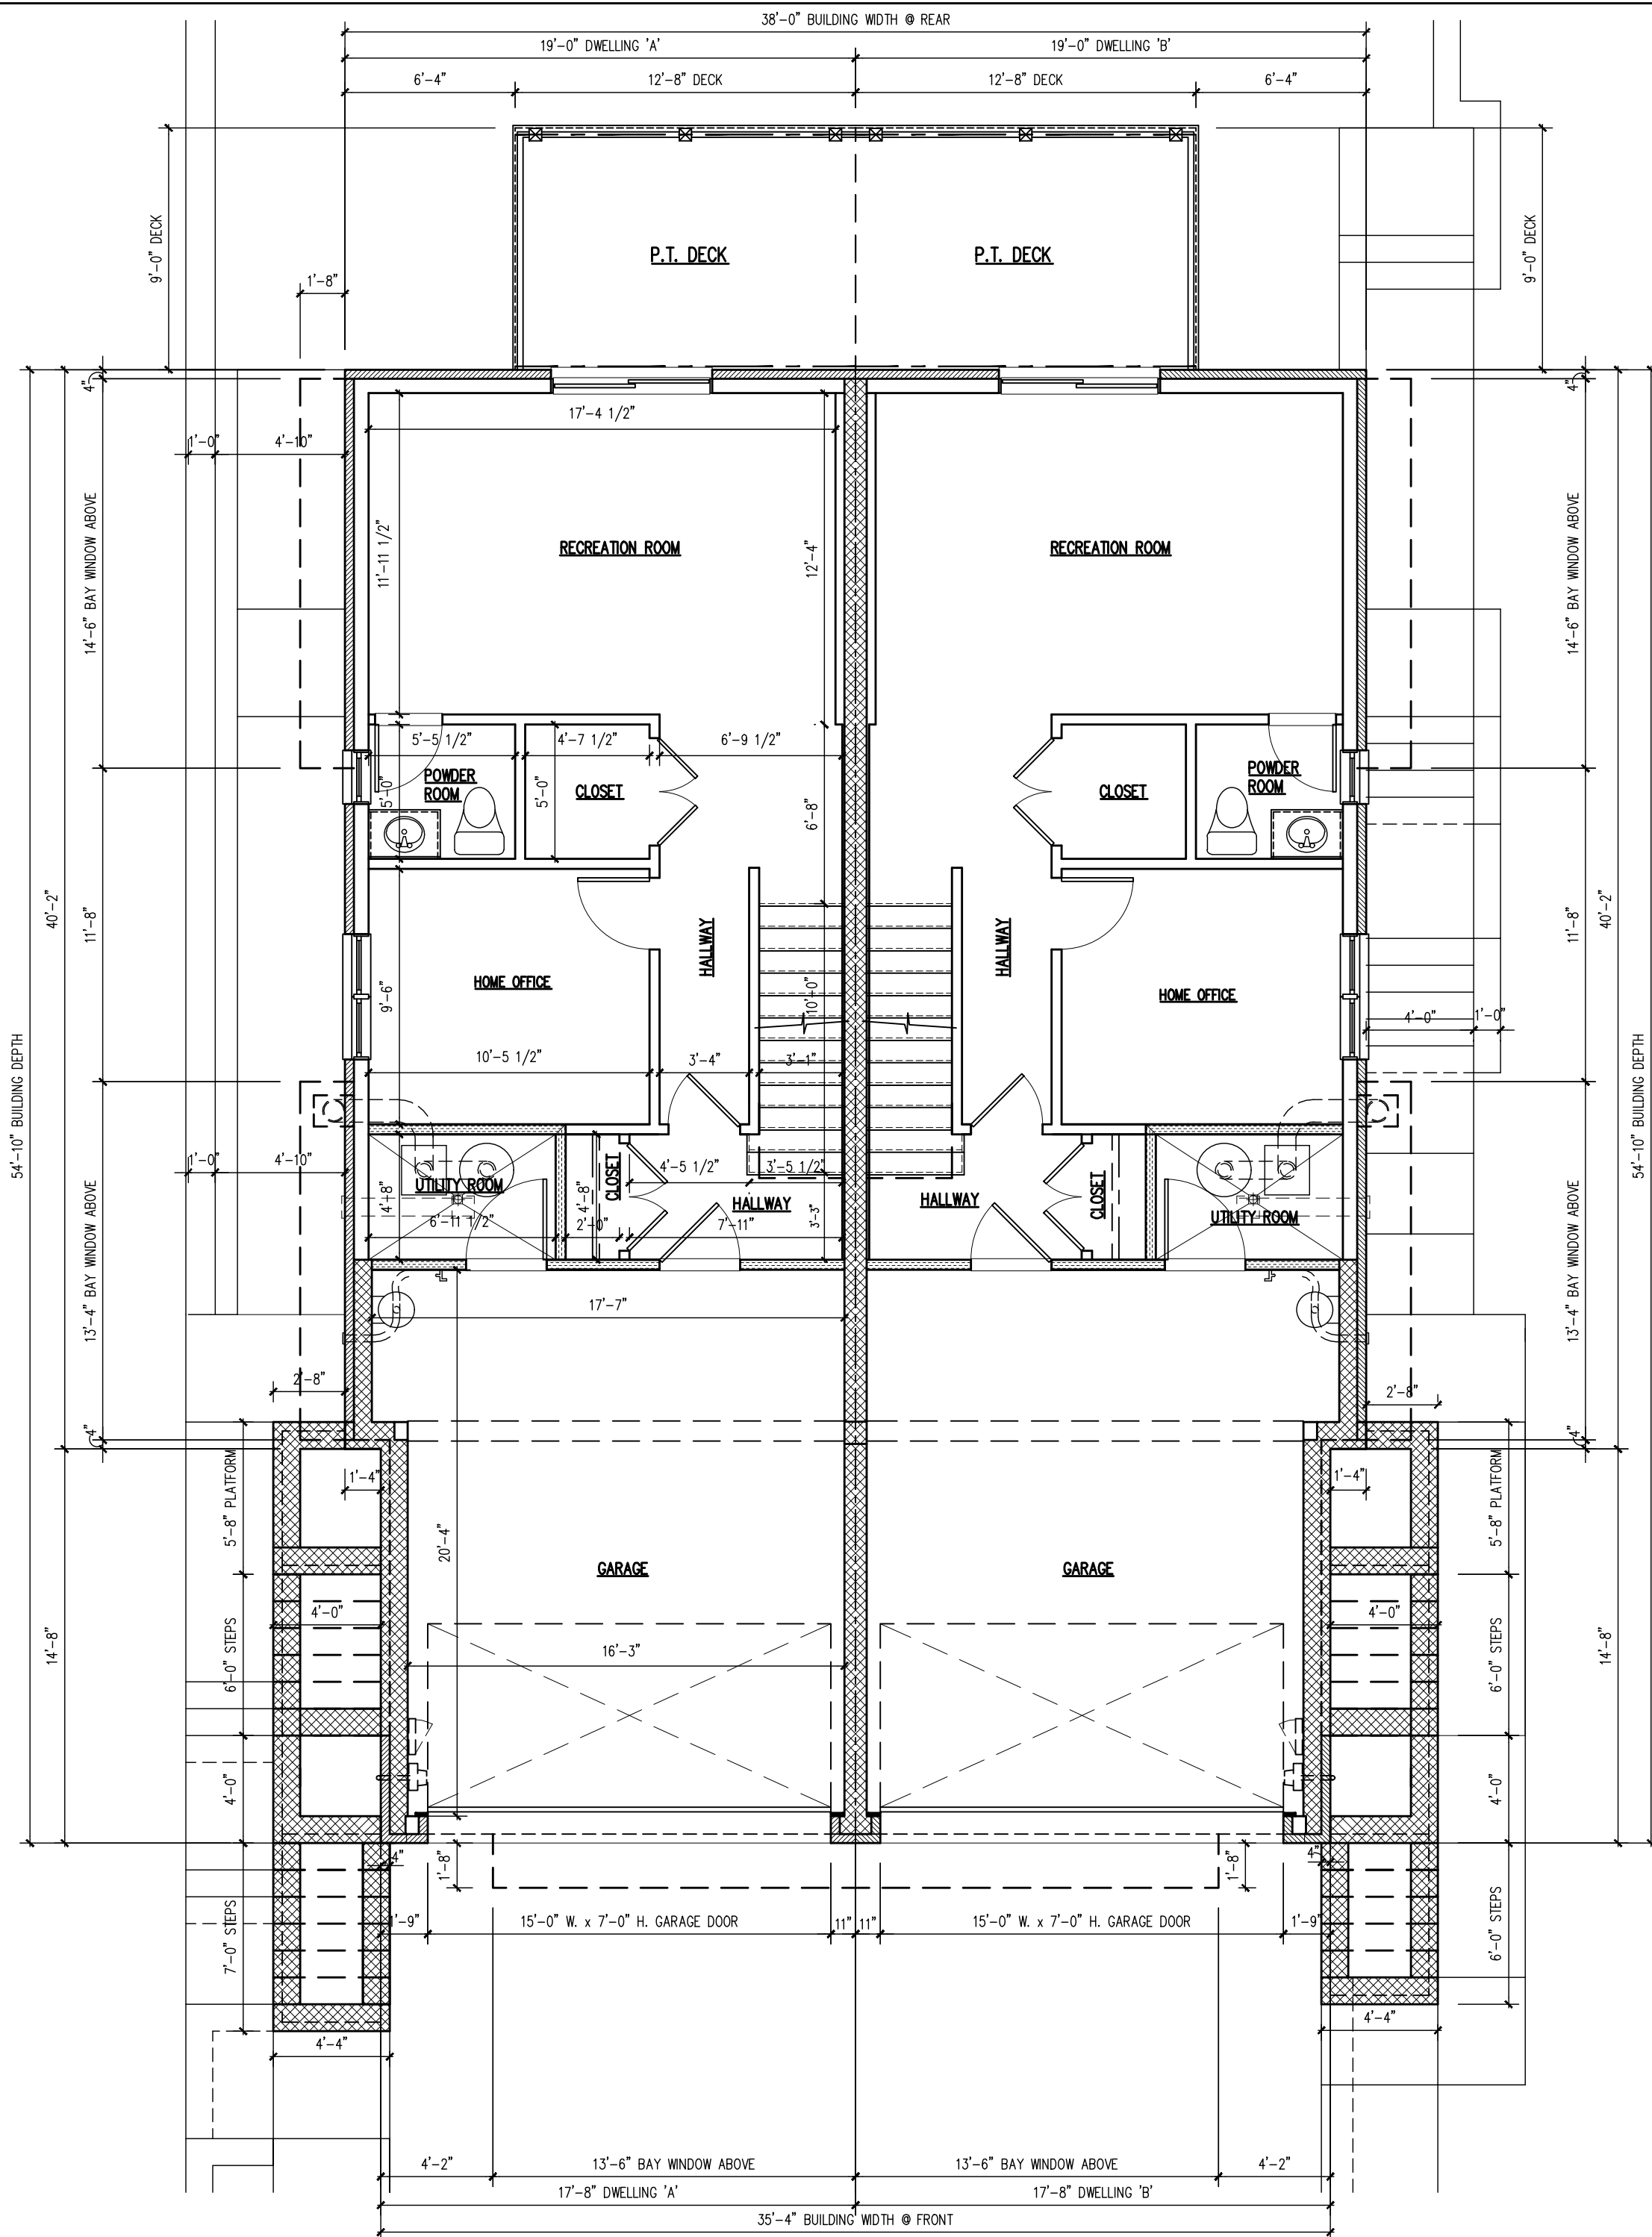 38'-0" BUILDING WIDTH @ REAR
19'-0" DWELLING 'A'
19'-0" DWELLING 'B'
6'-4"
12'-8" DECK
12'-8" DECK
6'-4"
9'-0" DECK
9'-0" DECK
P.T. DECK
P.T. DECK
1'-8"
4"
4"
17'-4 1/2"
1'-0"
4'-10"
14'-6" BAY WINDOW ABOVE
14'-6" BAY WINDOW ABOVE
11'-11 1/2"
12'-4"
RECREATION ROOM
RECREATION ROOM
5'-5 1/2"
4'-7 1/2"
6'-9 1/2"
POWDER
ROOM
5'-0"
5'-0"
CLOSET
6'-8"
CLOSET
POWDER
ROOM
40'-2"
11'-8"
HALLWAY
HALLWAY
11'-8"
40'-2"
HOME OFFICE
9'-6"
10'-0"
HOME OFFICE
4'-0"
1'-0"
54'-10" BUILDING DEPTH
54'-10" BUILDING DEPTH
10'-5 1/2"
3'-4"
3'-1"
1'-0"
4'-10"
4'-8"
UTILITY ROOM
6'-11 1/2"
4'-8"
2'-0"
CLOSET
4'-5 1/2"
3'-5 1/2"
HALLWAY
7'-11"
3'-3"
HALLWAY
CLOSET
UTILITY ROOM
13'-4" BAY WINDOW ABOVE
13'-4" BAY WINDOW ABOVE
17'-7"
2'-8"
2'-8"
4"
4"
5'-8" PLATFORM
1'-4"
1'-4"
5'-8" PLATFORM
20'-4"
GARAGE
GARAGE
14'-8"
6'-0" STEPS
4'-0"
4'-0"
6'-0" STEPS
14'-8"
16'-3"
4'-0"
4'-0"
4"
1'-8"
1'-8"
4"
7'-0" STEPS
1'-9"
15'-0" W. x 7'-0" H. GARAGE DOOR
11"
11"
15'-0" W. x 7'-0" H. GARAGE DOOR
1'-9"
6'-0" STEPS
4'-4"
4'-4"
4'-2"
13'-6" BAY WINDOW ABOVE
13'-6" BAY WINDOW ABOVE
4'-2"
17'-8" DWELLING 'A'
17'-8" DWELLING 'B'
35'-4" BUILDING WIDTH @ FRONT